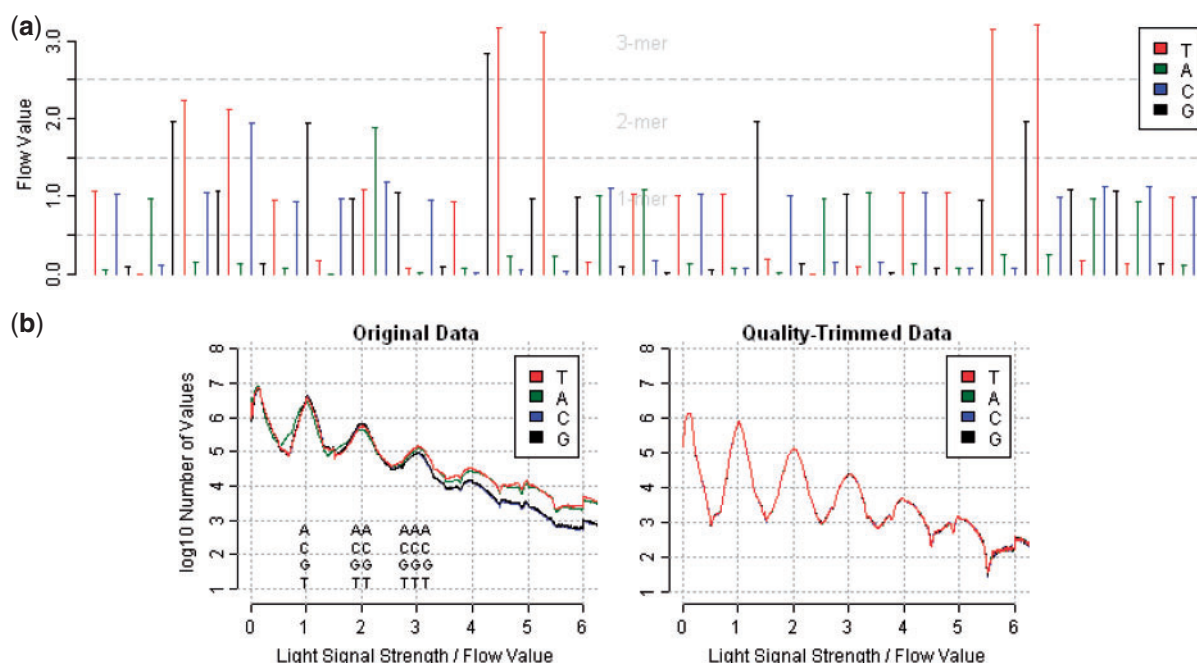 (a)
Flow Value
3.0
2.0
1.0
0.0
3-mer
2-mer
1-mer
T
A
C
G
(b)
Original Data
log10 Number of Values
8
7
6
5
4
3
2
1
T
A
C
G
A AA AAA
C CC CCC
G GG GGG
T TT TTT
0 1 2 3 4 5 6
Light Signal Strength / Flow Value
Quality-Trimmed Data
8
7
6
5
4
3
2
1
T
A
C
G
0 1 2 3 4 5 6
Light Signal Strength / Flow Value